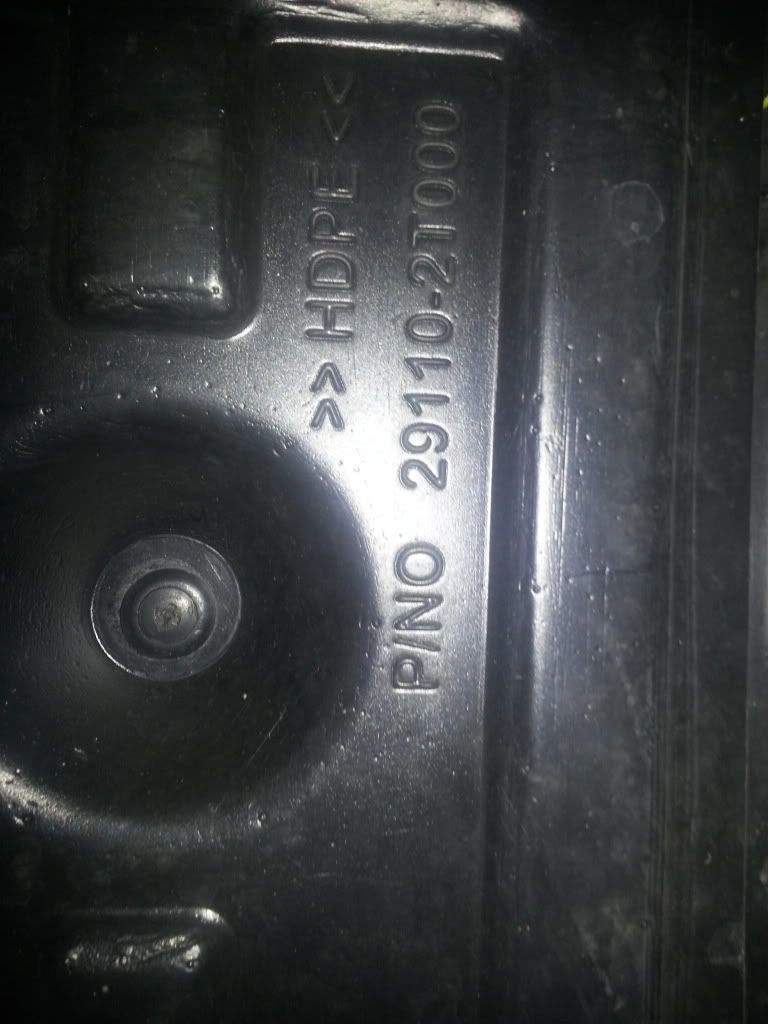 >> HDPE <<
P/NO 29110-2T000